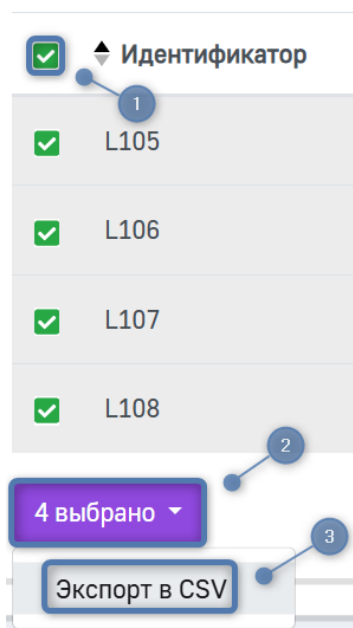 Идентификатор
1
L105
L106
L107
L108
2
4 выбрано
3
Экспорт в CSV